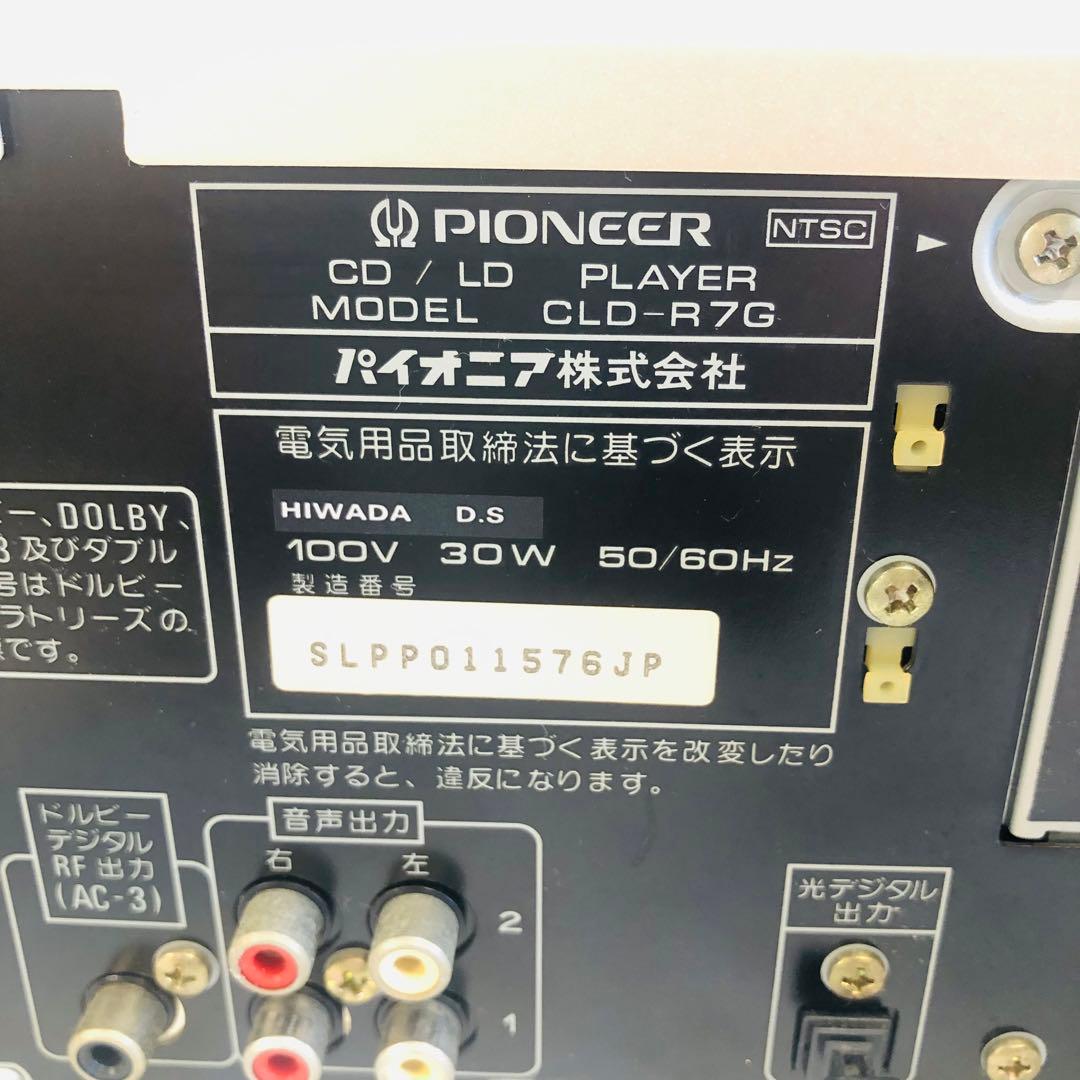 PIONEER NTSC
CD / LD PLAYER
MODEL CLD-R7G
パイオニア株式会社
電気用品取締法に基づく表示
HIWADA D.S
100V 30W 50/60Hz
製造番号
SLPP011576JP
電気用品取締法に基づく表示を改変したり
消除すると、違反になります。
ー、DOLBY、
及びダブル
号はドルビー
ラトリーズの
です。
ドルビー
デジタル
RF出力
(AC-3)
音声出力
右 左
2
1
光デジタル
出力